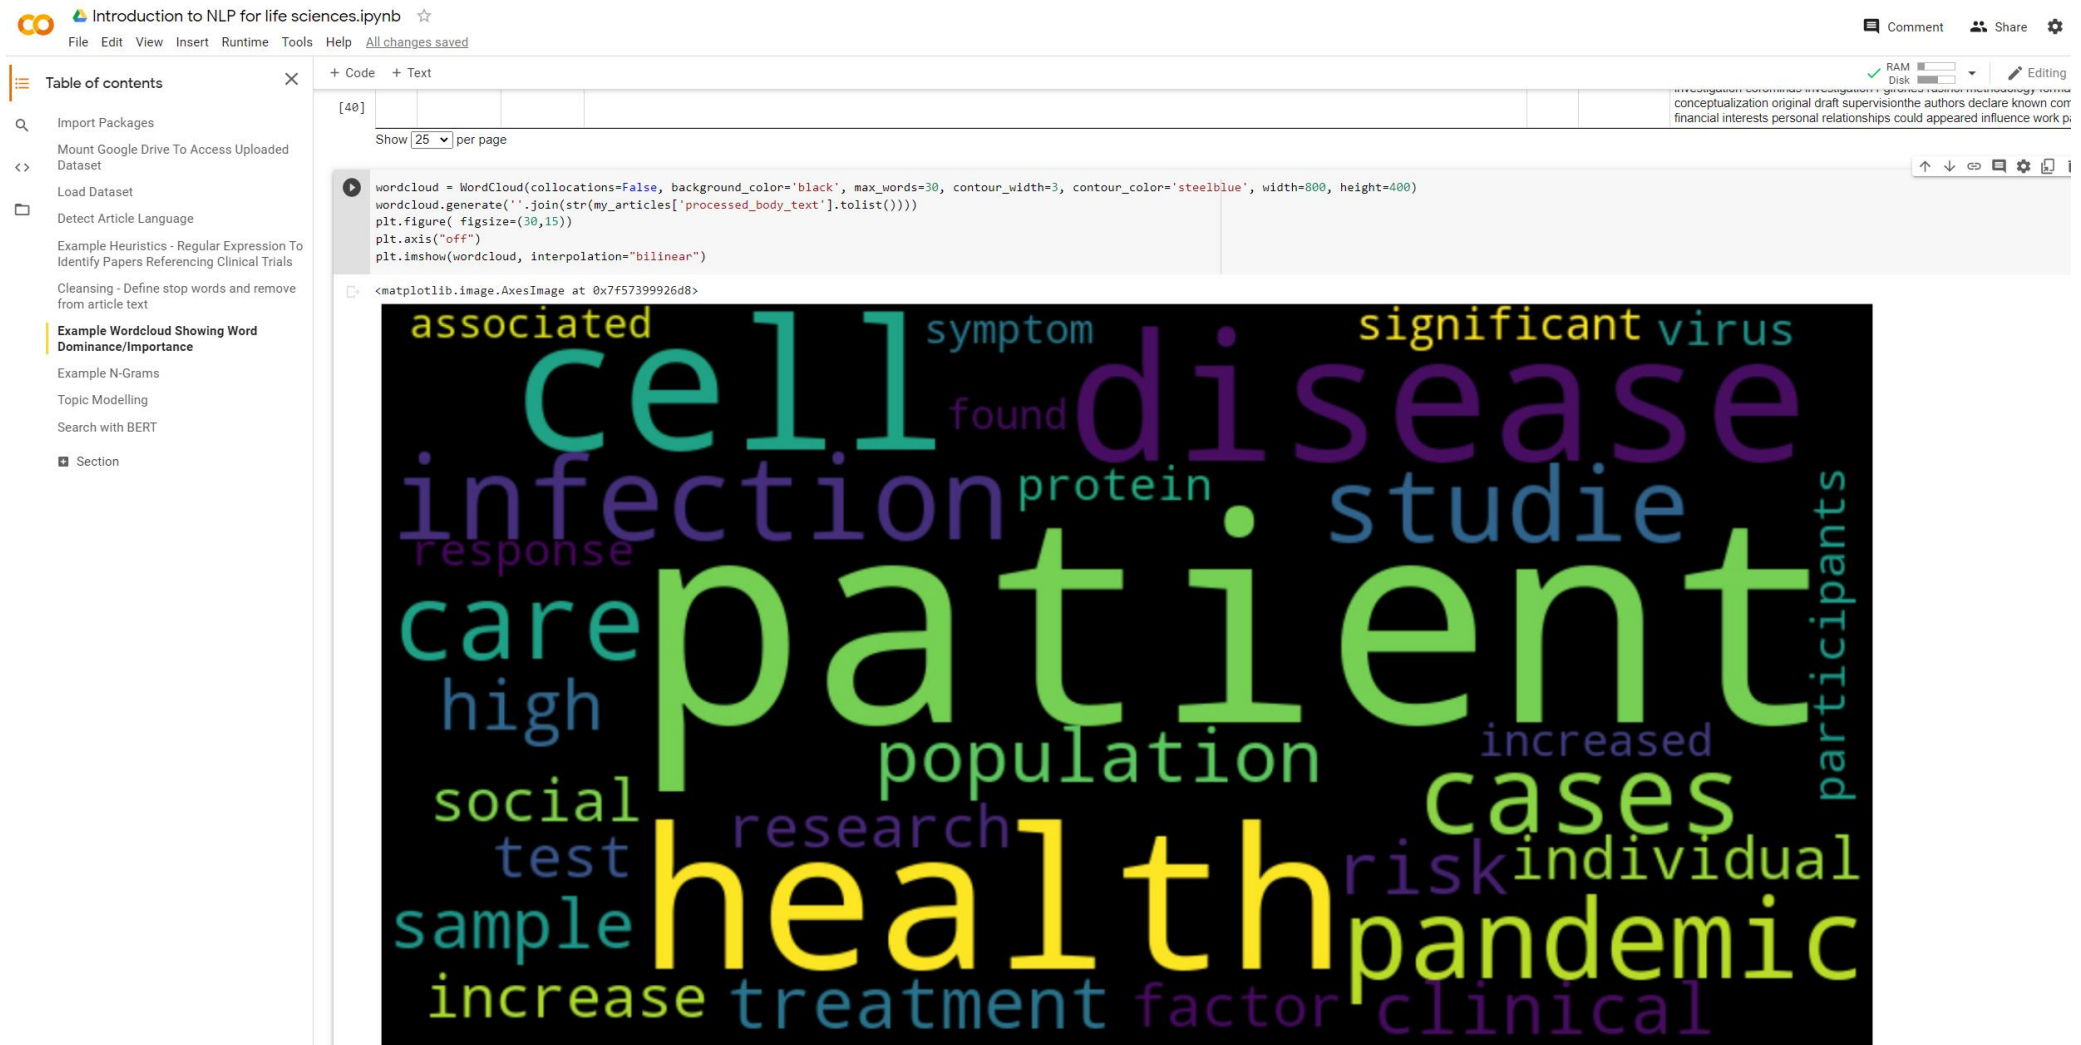 Introduction to NLP for life sciences.ipynb
File Edit View Insert Runtime Tools Help All changes saved
Comment Share
Table of contents
Import Packages
Mount Google Drive To Access Uploaded
Dataset
Load Dataset
Detect Article Language
Example Heuristics - Regular Expression To
Identify Papers Referencing Clinical Trials
Cleansing - Define stop words and remove
from article text
Example Wordcloud Showing Word
Dominance/Importance
Example N-Grams
Topic Modelling
Search with BERT
Section
+ Code + Text
RAM
Disk
Editing
[40]
conceptualization original draft supervisionthe authors declare known com
financial interests personal relationships could appeared influence work pa
Show 25 per page
wordcloud = WordCloud(collocations=False, background_color='black', max_words=30, contour_width=3, contour_color='steelblue', width=800, height=400)
wordcloud.generate(''.join(str(my_articles['processed_body_text'].tolist())))
plt.figure( figsize=(30,15))
plt.axis("off")
plt.imshow(wordcloud, interpolation="bilinear")
<matplotlib.image.AxesImage at 0x7f57399926d8>
associated
cell
symptom
disease
significant
virus
found
infection
protein
studie
response
patient
participants
care
high
population
increased
social
cases
research
test
health
risk
individual
sample
pandemic
increase
treatment
factor
clinical